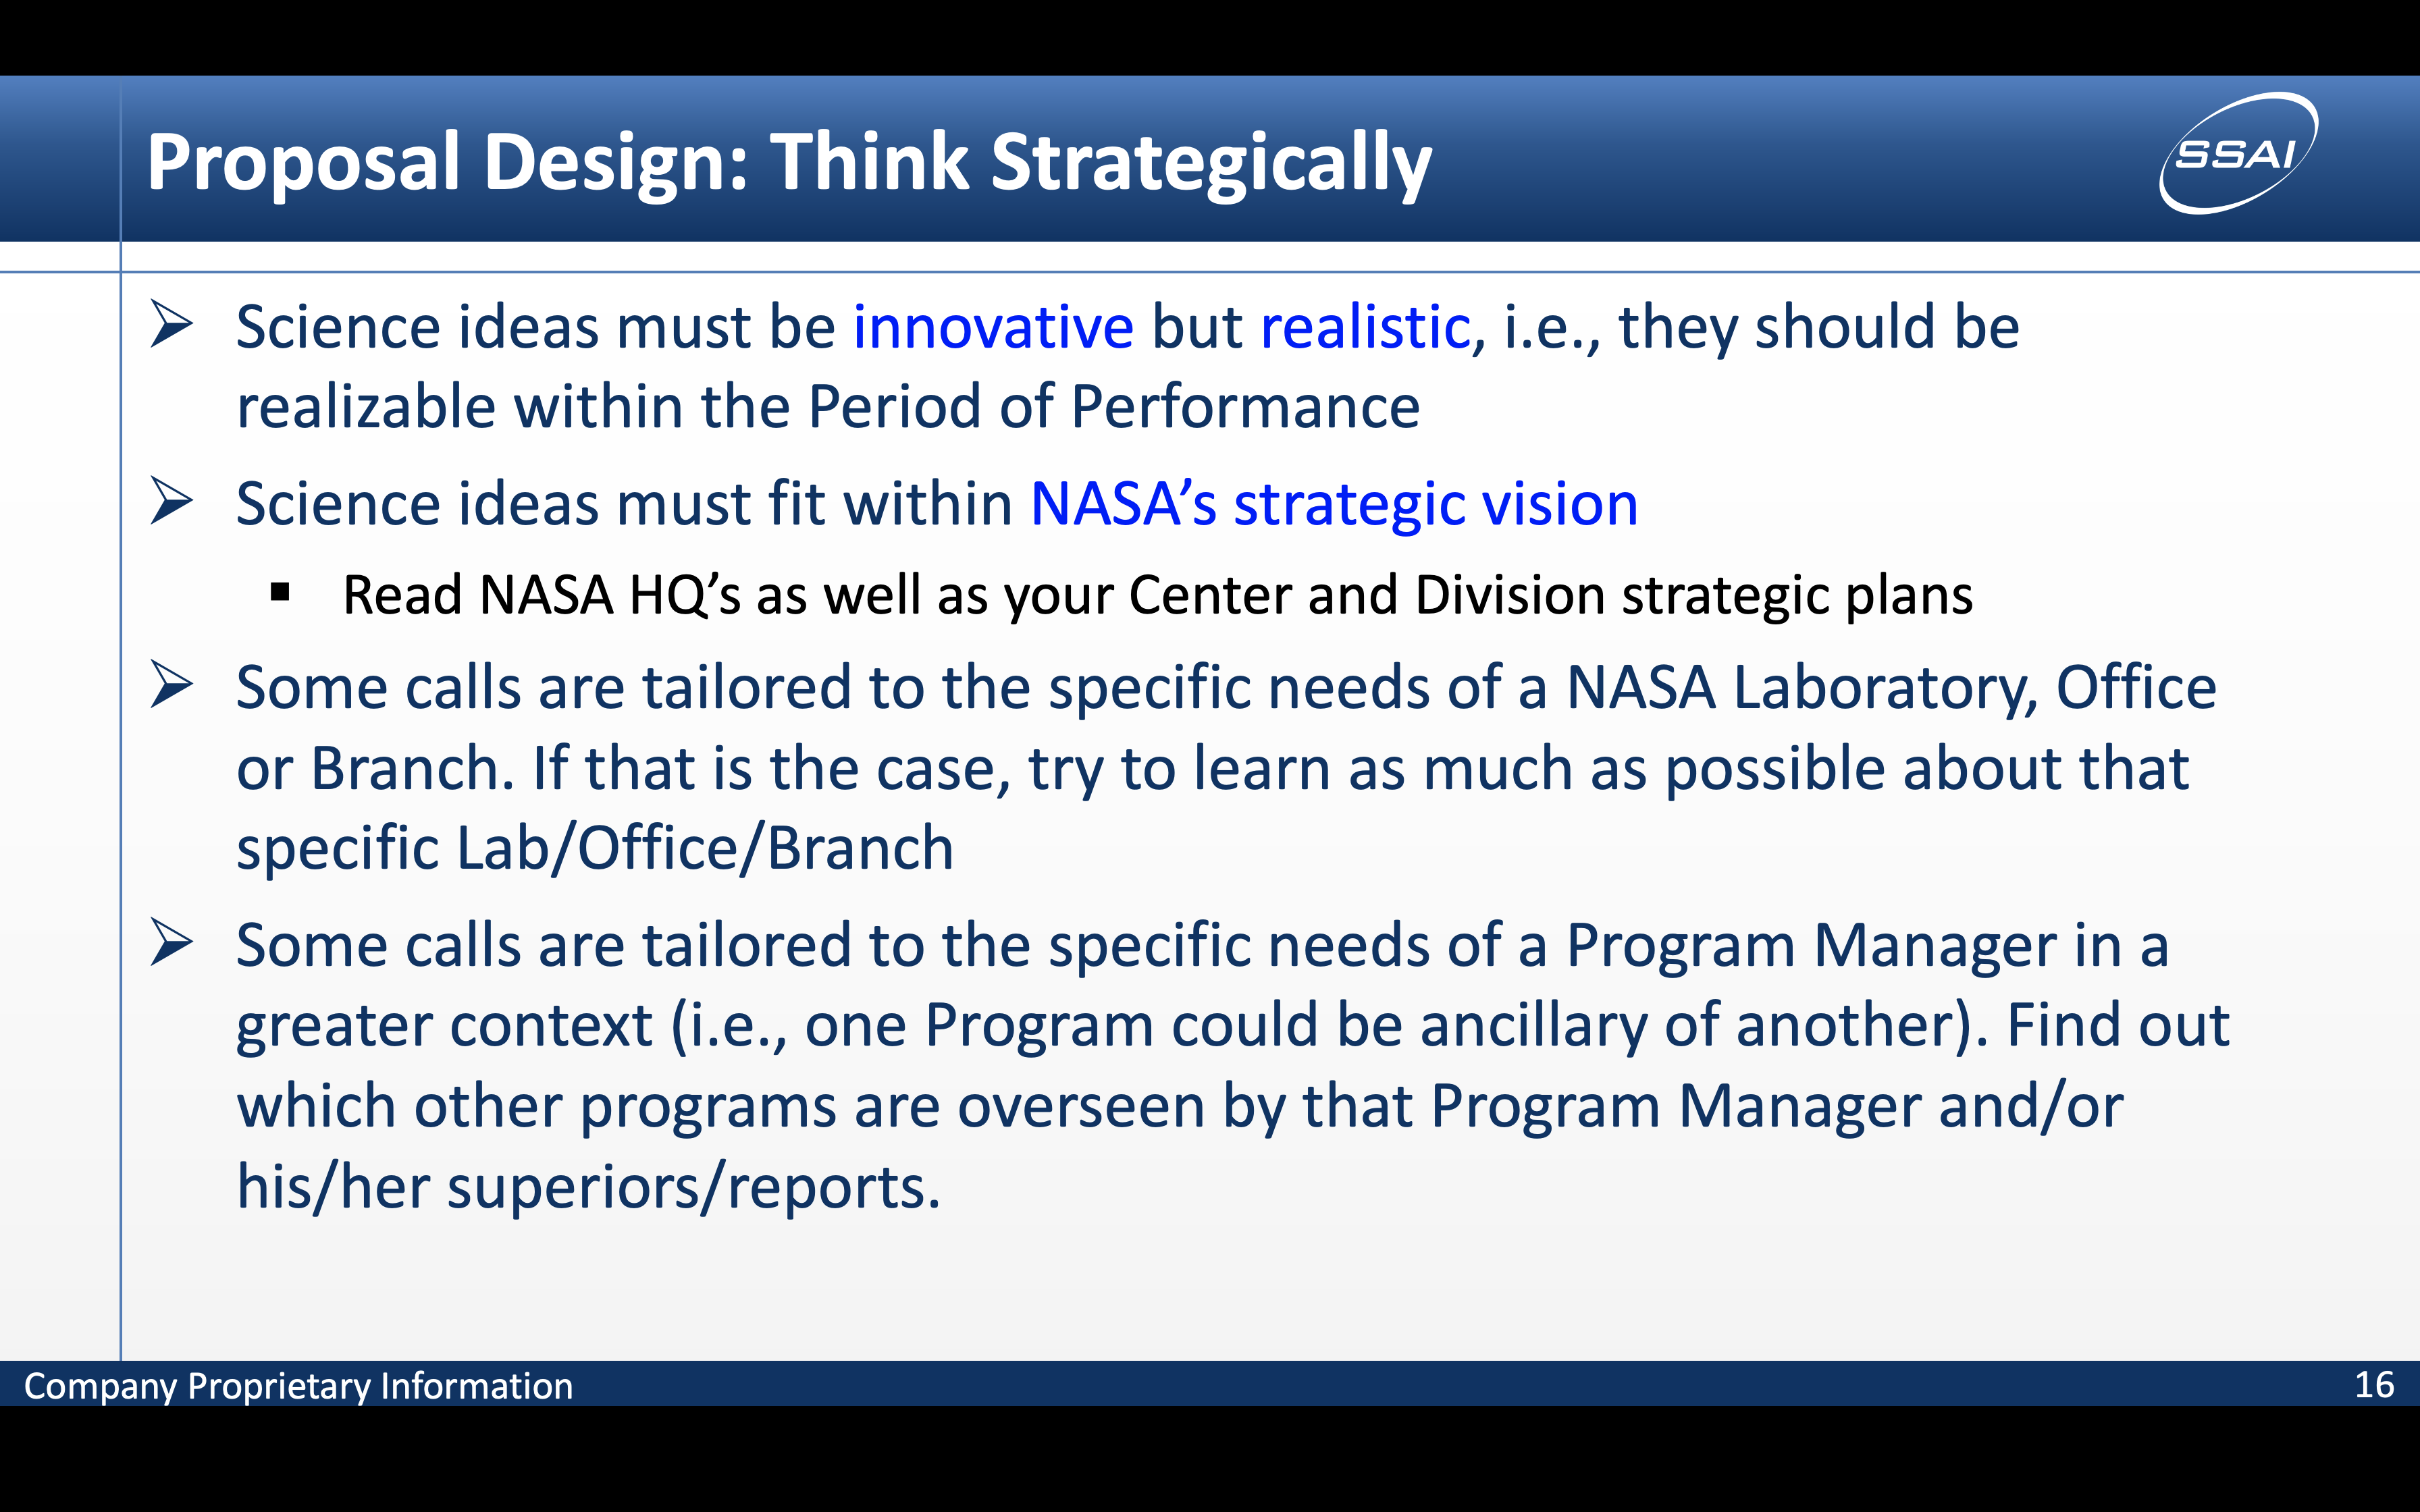 Proposal Design: Think Strategically
SSAI
Science ideas must be innovative but realistic, i.e., they should be
realizable within the Period of Performance
Science ideas must fit within NASA’s strategic vision
Read NASA HQ’s as well as your Center and Division strategic plans
Some calls are tailored to the specific needs of a NASA Laboratory, Office
or Branch. If that is the case, try to learn as much as possible about that
specific Lab/Office/Branch
Some calls are tailored to the specific needs of a Program Manager in a
greater context (i.e., one Program could be ancillary of another). Find out
which other programs are overseen by that Program Manager and/or
his/her superiors/reports.
Company Proprietary Information
16